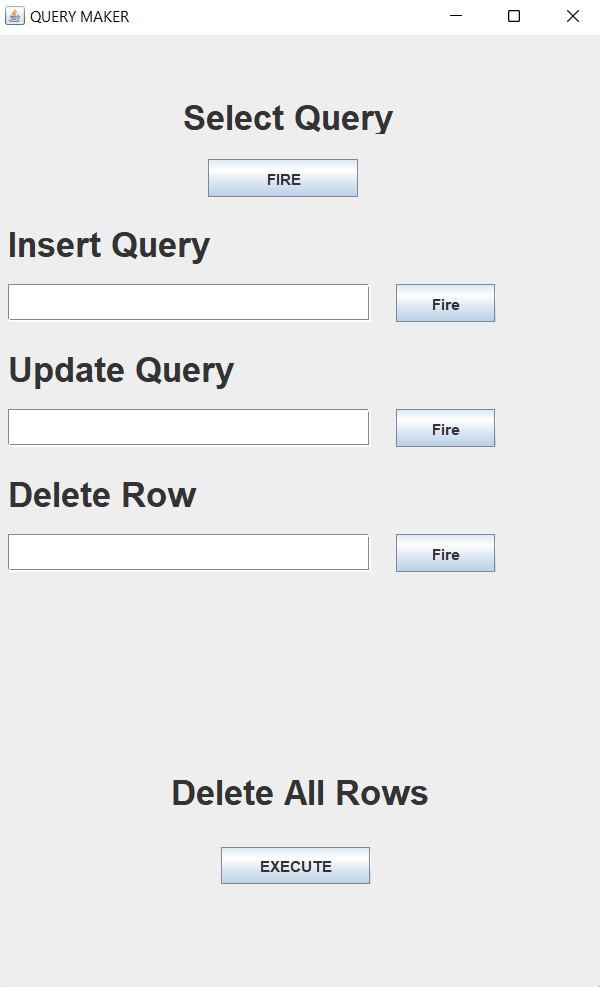 QUERY MAKER
Select Query
FIRE
Insert Query
Fire
Update Query
Fire
Delete Row
Fire
Delete All Rows
EXECUTE